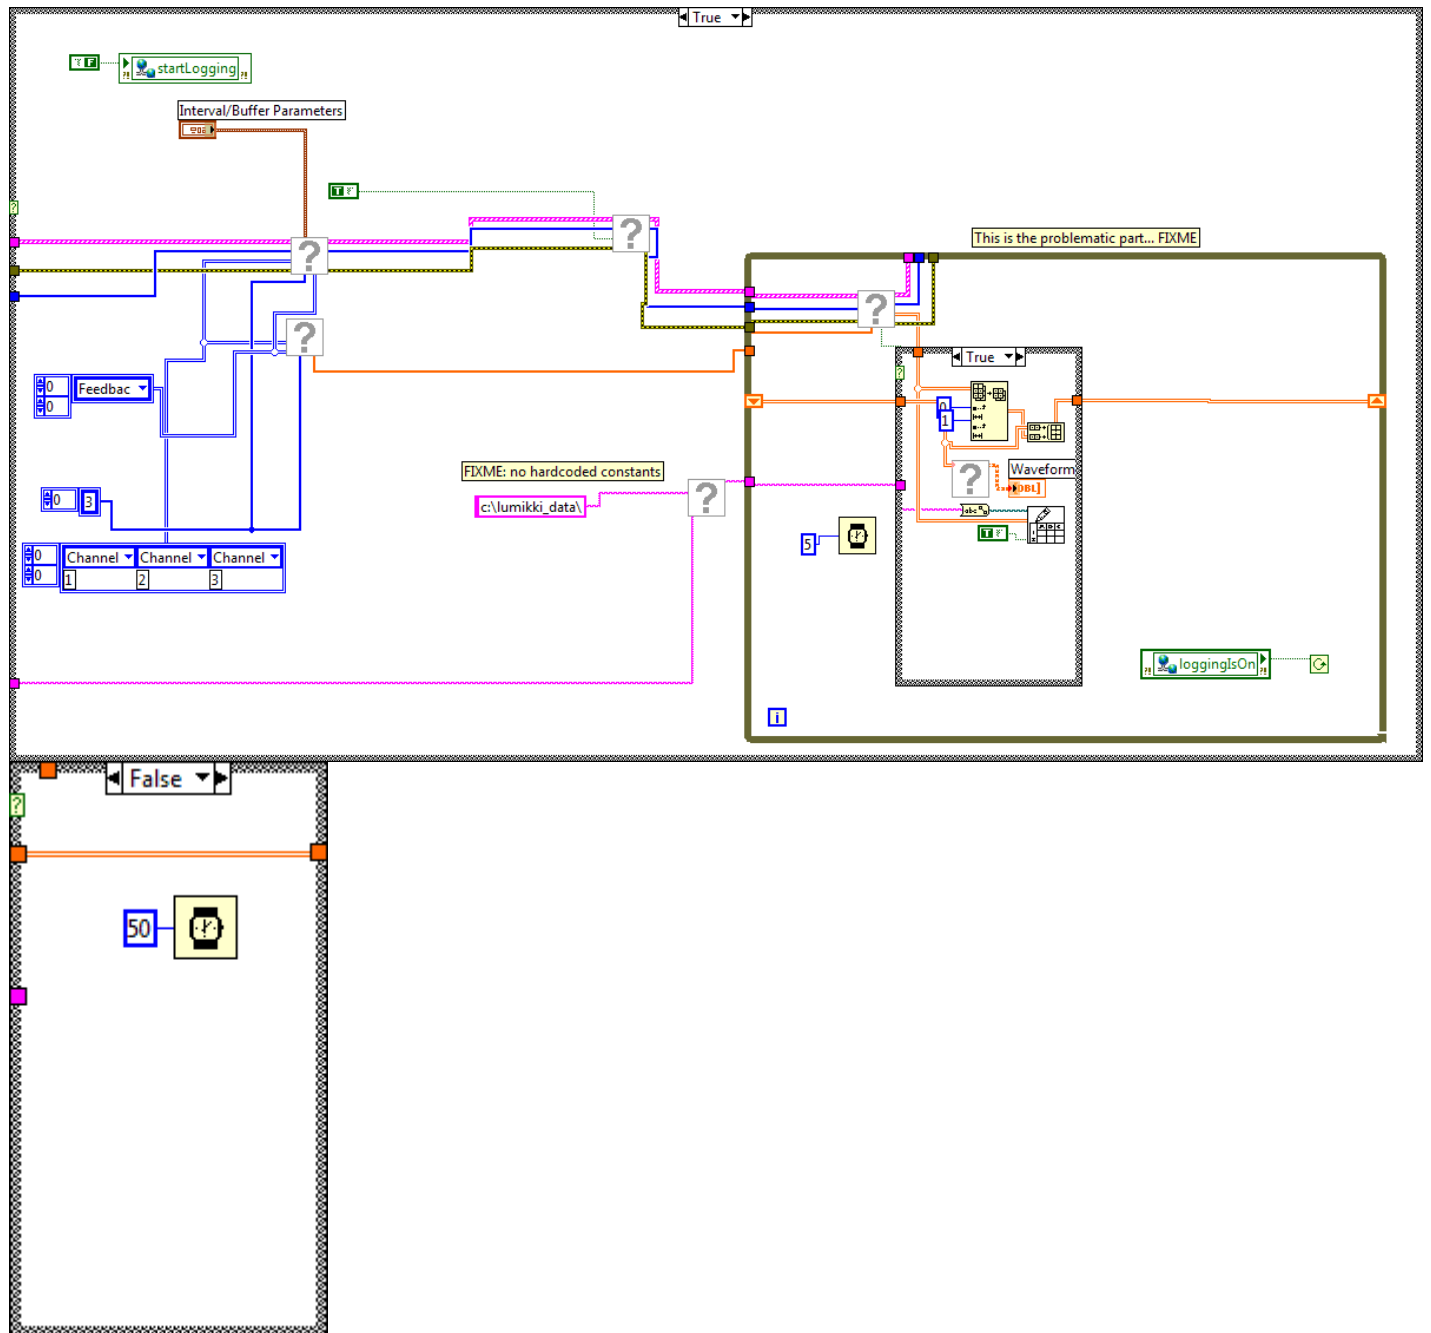 True
T F
startLogging
Interval/Buffer Parameters
T F
This is the problematic part... FIXME
True
0
0
Feedbac
0
1
FIXME: no hardcoded constants
Waveform
DBL]
c:\lumikki_data\
abc
0
3
5
T F
0
0
Channel
Channel
Channel
1
2
3
loggingIsOn
i
False
50